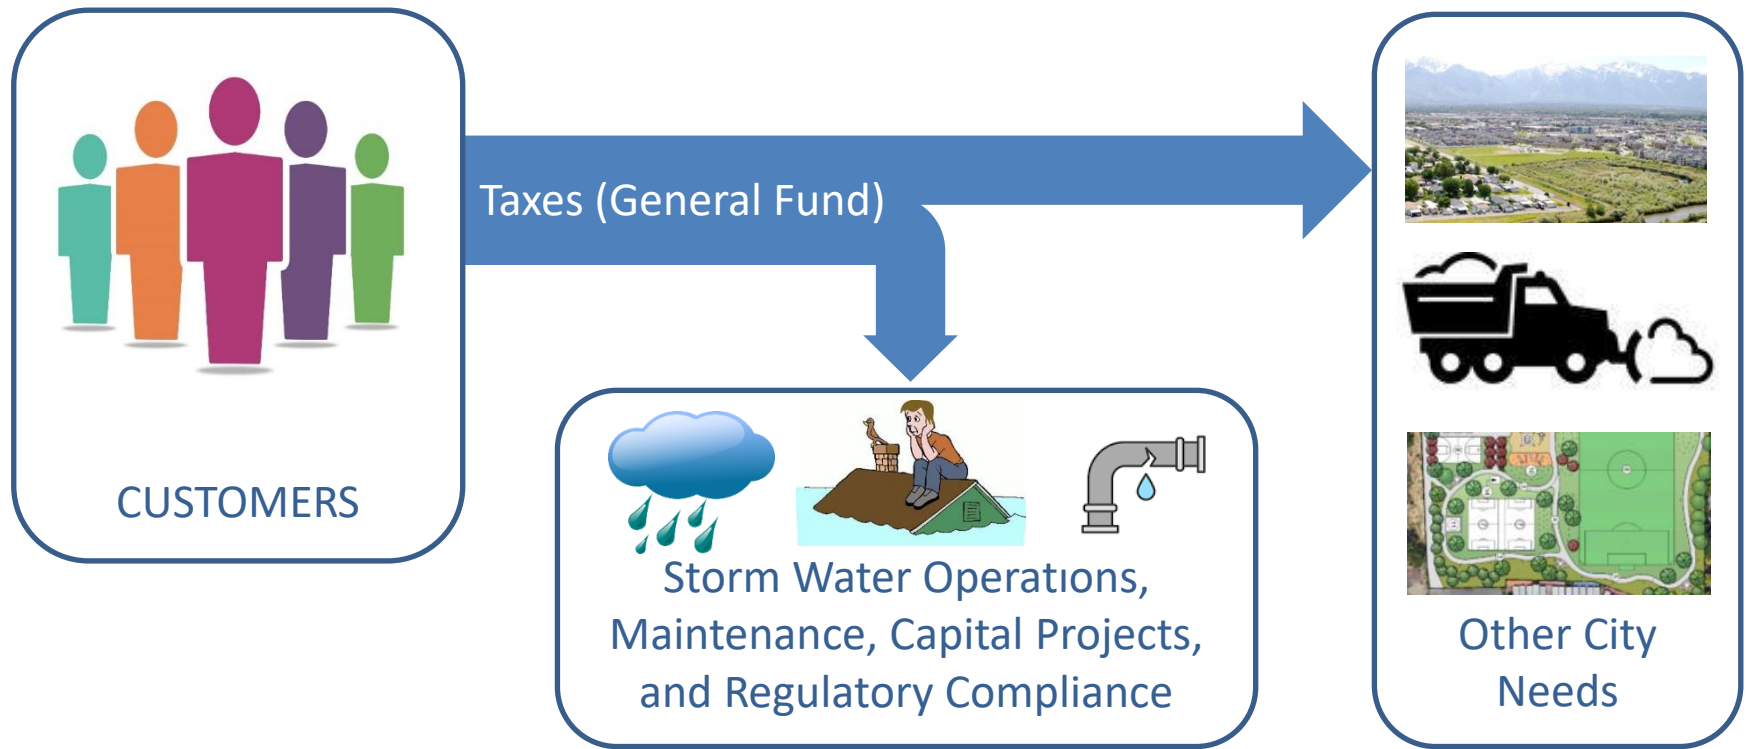 Taxes (General Fund)
CUSTOMERS
Storm Water Operations,
Maintenance, Capital Projects,
and Regulatory Compliance
Other City
Needs